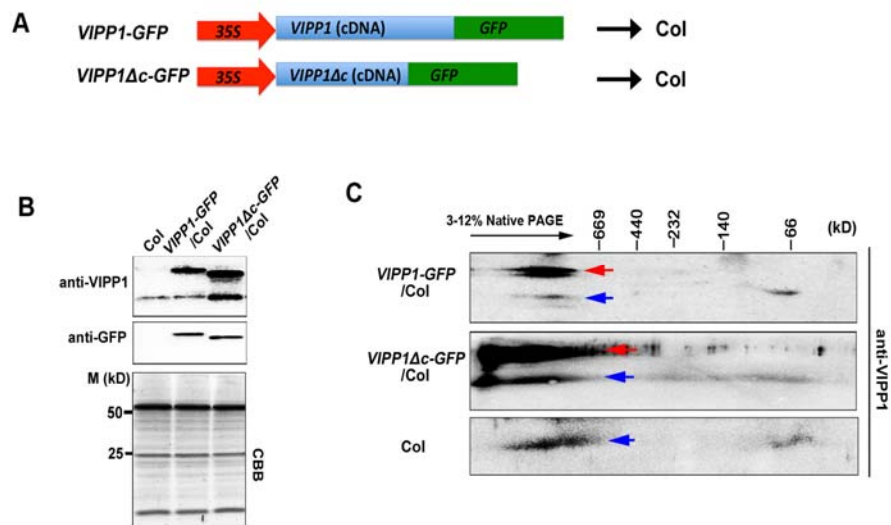 A
VIPP1-GFP 35S VIPP1 (cDNA) GFP Col
VIPP1Δc-GFP 35S VIPP1Δc (cDNA) GFP Col
B
Col
VIPP1-GFP
/Col
VIPP1Δc-GFP
/Col
anti-VIPP1
anti-GFP
M (kD)
50
25
CBB
C
3-12% Native PAGE
669
440
232
140
66
(kD)
VIPP1-GFP
/Col
VIPP1Δc-GFP
/Col
Col
anti-VIPP1